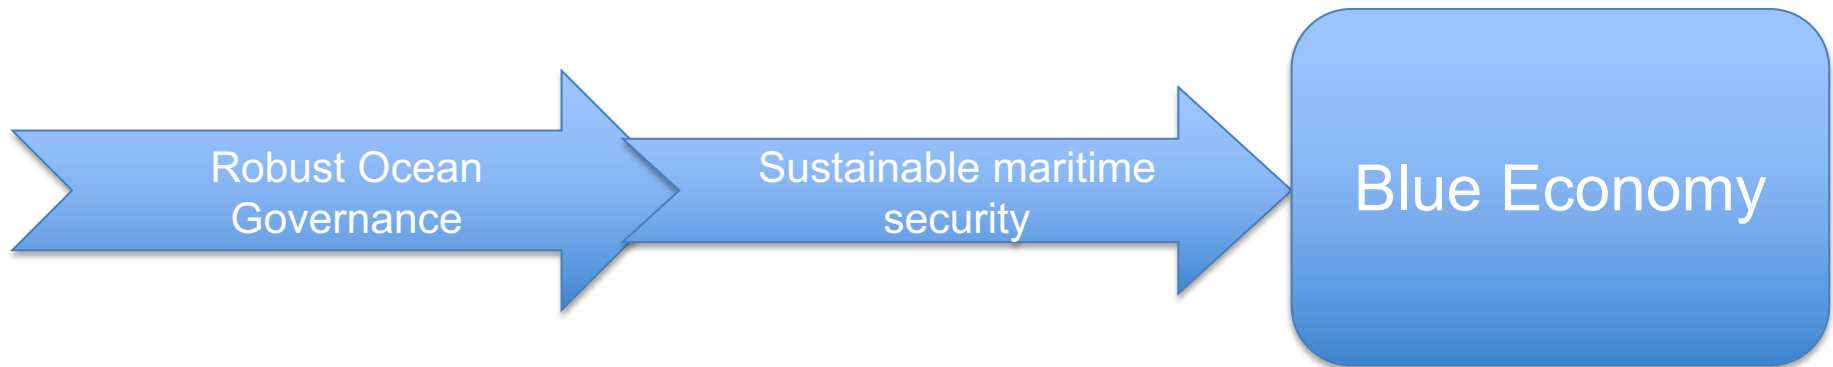 Robust Ocean
Governance
Sustainable maritime
security
Blue Economy